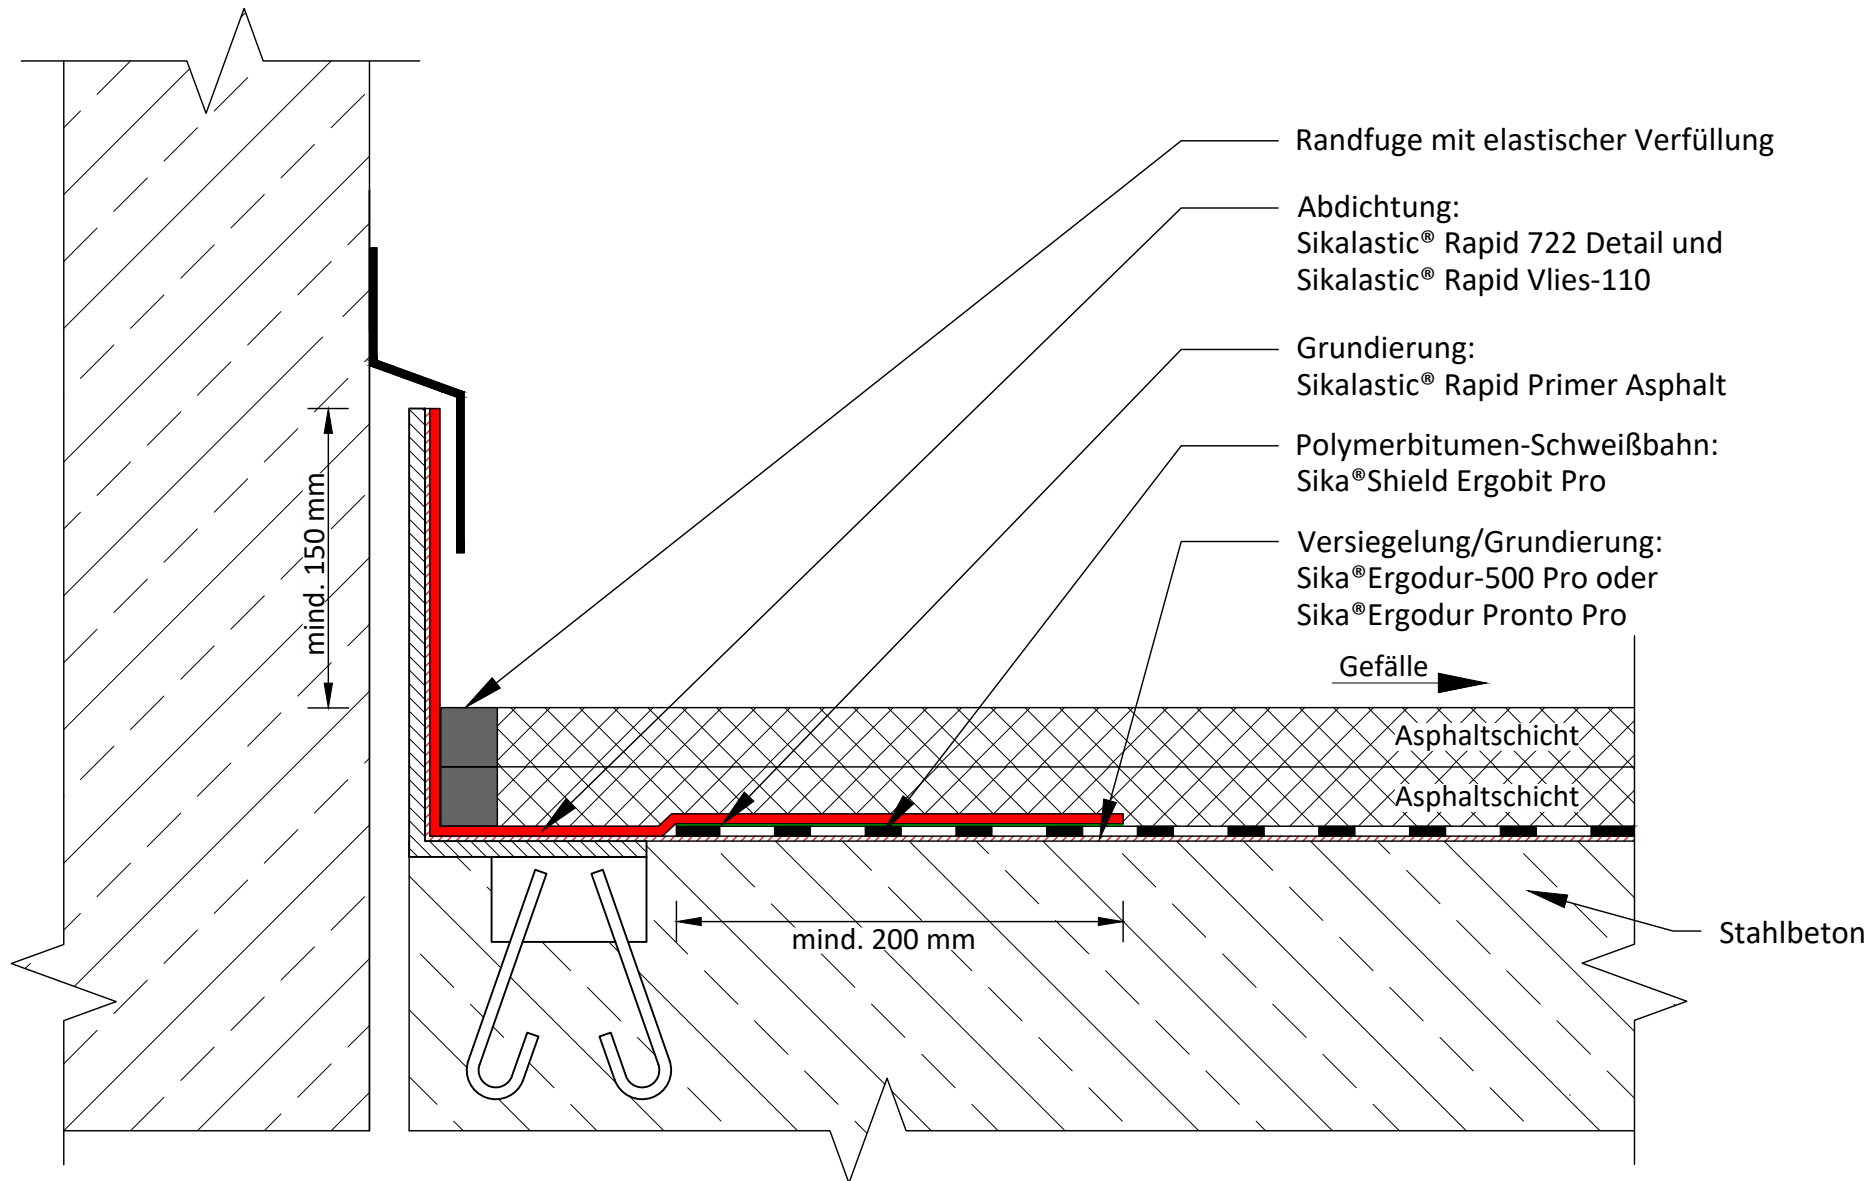 Randfuge mit elastischer Verfüllung
Abdichtung:
Sikalastic® Rapid 722 Detail und
Sikalastic® Rapid Vlies-110
Grundierung:
Sikalastic® Rapid Primer Asphalt
Polymerbitumen-Schweißbahn:
Sika®Shield Ergobit Pro
Versiegelung/Grundierung:
Sika®Ergodur-500 Pro oder
Sika®Ergodur Pronto Pro
mind. 150 mm
Gefälle
Asphaltschicht
Asphaltschicht
mind. 200 mm
Stahlbeton